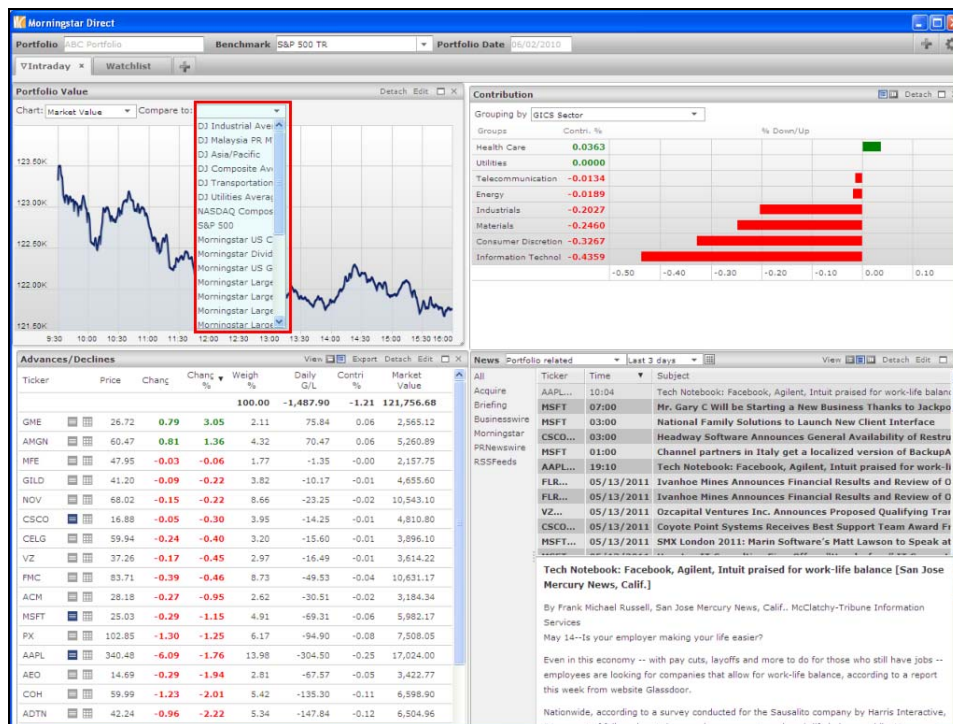 Morningstar Direct
Portfolio ABC Portfolio Benchmark S&P 500 TR Portfolio Date 06/02/2010
Intraday × Watchlist
Portfolio Value Detach Edit
Chart: Market Value Compare to:
DJ Industrial Ave
DJ Malaysia PR M
DJ Asia/Pacific
DJ Composite Av
DJ Transportation
DJ Utilities Averag
NASDAQ Compos
S&P 500
Morningstar US C
Morningstar Divid
Morningstar US G
Morningstar Large
Morningstar Large
Morningstar Large
Morningstar Large
123.50K
123.00K
122.50K
122.00K
121.50K
9:30 10:00 10:30 11:00 11:30 12:00 12:30 13:00 13:30 14:00 14:30 15:00 15:30 16:00
Contribution Detach
Grouping by GICS Sector
Groups Contri. % % Down/Up
Health Care 0.0363
Utilities 0.0000
Telecommunication -0.0134
Energy -0.0189
Industrials -0.2027
Materials -0.2460
Consumer Discretion -0.3267
Information Technol -0.4359
-0.50 -0.40 -0.30 -0.20 -0.10 0.00 0.10
Advances/Declines View Export Detach Edit
Ticker Price Chang Chang % Weigh % Daily G/L Contri % Market Value
100.00 -1,487.90 -1.21 121,756.68
GME 26.72 0.79 3.05 2.11 75.84 0.06 2,565.12
AMGN 60.47 0.81 1.36 4.32 70.47 0.06 5,260.89
MFE 47.95 -0.03 -0.06 1.77 -1.35 -0.00 2,157.75
GILD 41.20 -0.09 -0.22 3.82 -10.17 -0.01 4,655.60
NOV 68.02 -0.15 -0.22 8.66 -23.25 -0.02 10,543.10
CSCO 16.88 -0.05 -0.30 3.95 -14.25 -0.01 4,810.80
CELG 59.94 -0.24 -0.40 3.20 -15.60 -0.01 3,896.10
VZ 37.26 -0.17 -0.45 2.97 -16.49 -0.01 3,614.22
FMC 83.71 -0.39 -0.46 8.73 -49.53 -0.04 10,631.17
ACM 28.18 -0.27 -0.95 2.62 -30.51 -0.02 3,184.34
MSFT 25.03 -0.29 -1.15 4.91 -69.31 -0.06 5,982.17
PX 102.85 -1.30 -1.25 6.17 -94.90 -0.08 7,508.05
AAPL 340.48 -6.09 -1.76 13.98 -304.50 -0.25 17,024.00
AEO 14.69 -0.29 -1.94 2.81 -67.57 -0.05 3,422.77
COH 59.99 -1.23 -2.01 5.42 -135.30 -0.11 6,598.90
ADTN 42.24 -0.96 -2.22 5.34 -147.84 -0.12 6,504.96
News Portfolio related Last 3 days View Detach Edit
All
Acquire
Briefing
Businesswire
Morningstar
PRNewswire
RSSFeeds
Ticker Time Subject
AAPL... 10:04 Tech Notebook: Facebook, Agilent, Intuit praised for work-life balanc
MSFT 07:00 Mr. Gary C Will be Starting a New Business Thanks to Jackpo
MSFT 03:00 National Family Solutions to Launch New Client Interface
CSCO... 03:00 Headway Software Announces General Availability of Restru
MSFT 01:00 Channel partners in Italy get a localized version of BackupA
AAPL... 19:10 Tech Notebook: Facebook, Agilent, Intuit praised for work-li
FLR... 05/13/2011 Ivanhoe Mines Announces Financial Results and Review of O
FLR... 05/13/2011 Ivanhoe Mines Announces Financial Results and Review of O
VZ... 05/13/2011 Ozcapital Ventures Inc. Announces Proposed Qualifying Tran
CSCO... 05/13/2011 Coyote Point Systems Receives Best Support Team Award Fr
MSFT... 05/13/2011 SMX London 2011: Marin Software's Matt Lawson to Speak at
Tech Notebook: Facebook, Agilent, Intuit praised for work-life balance [San Jose
Mercury News, Calif.]
By Frank Michael Russell, San Jose Mercury News, Calif.. McClatchy-Tribune Information
Services
May 14--Is your employer making your life easier?
Even in this economy -- with pay cuts, layoffs and more to do for those who still have jobs --
employees are looking for companies that allow for work-life balance, according to a report
this week from website Glassdoor.
Nationwide, according to a survey conducted for the Sausalito company by Harris Interactive,